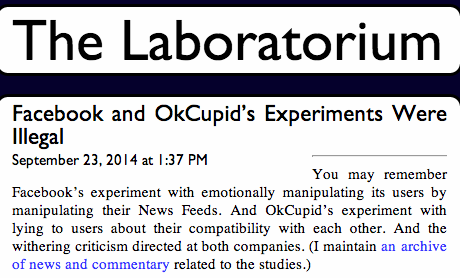 The Laboratorium
Facebook and OkCupid's Experiments Were
Illegal
September 23, 2014 at 1:37 PM
You may remember
Facebook's experiment with emotionally manipulating its users by
manipulating their News Feeds. And OkCupid's experiment with
lying to users about their compatibility with each other. And the
withering criticism directed at both companies. (I maintain an archive
of news and commentary related to the studies.)